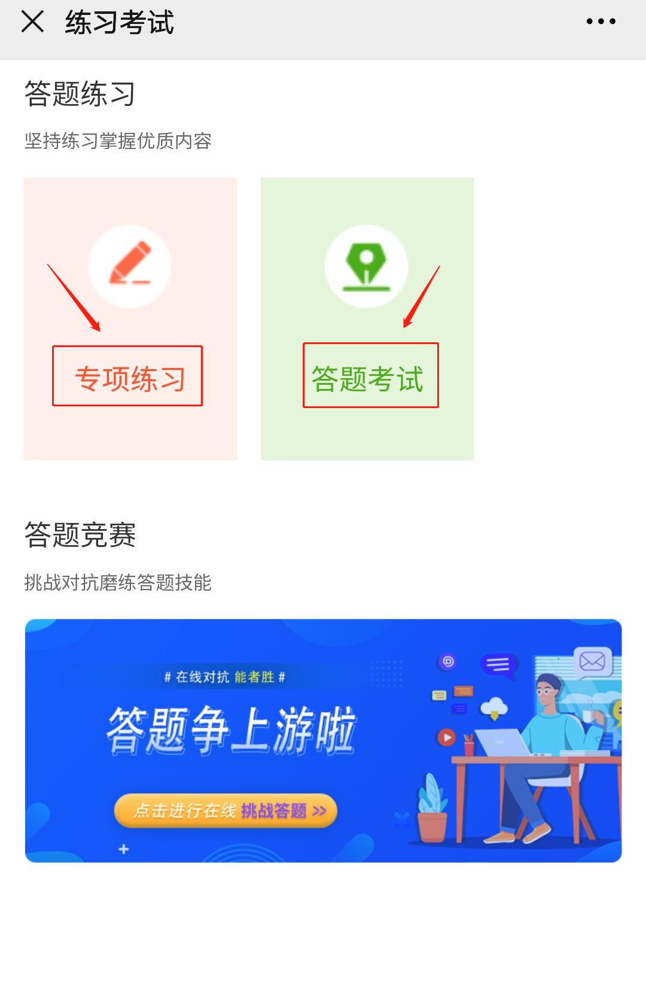 练习考试
答题练习
坚持练习掌握优质内容
专项练习
答题考试
答题竞赛
挑战对抗磨练答题技能
# 在线对抗 能者胜 #
答题争上游啦
点击进行在线 挑战答题 >>